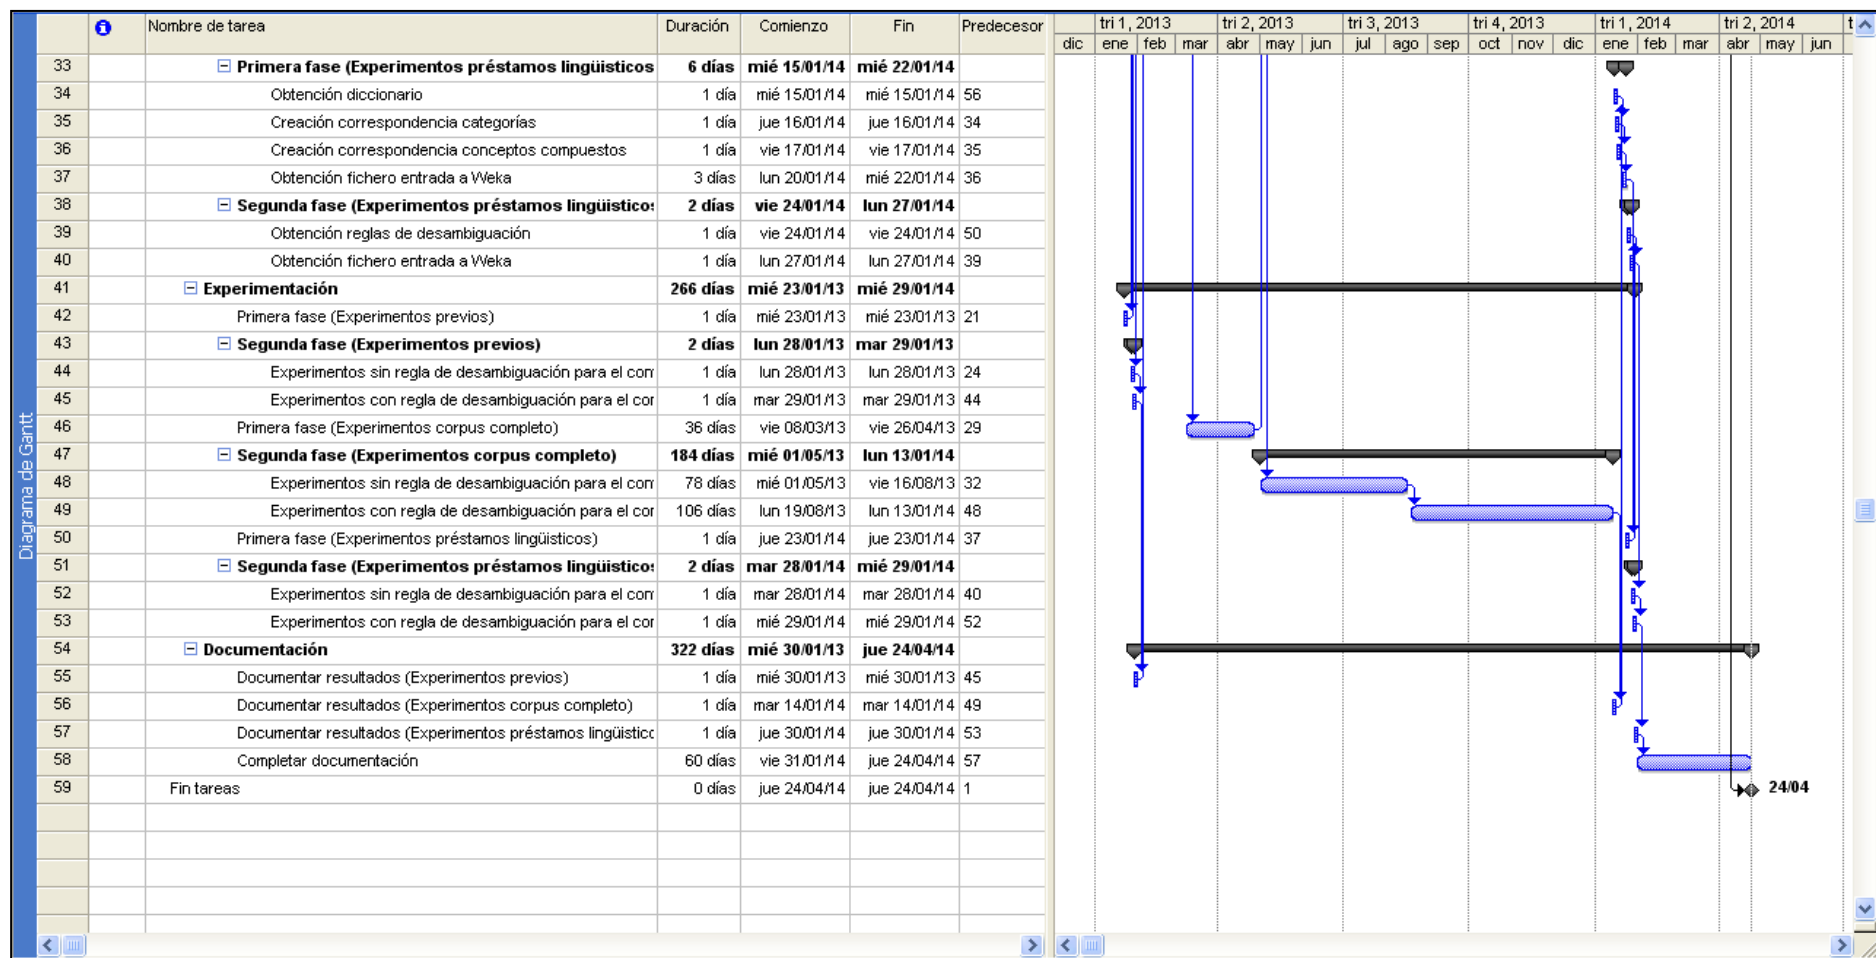 Nombre de tarea Duración Comienzo Fin Predecesor tri 1, 2013 tri 2, 2013 tri 3, 2013 tri 4, 2013 tri 1, 2014 tri 2, 2014 t
dic ene feb mar abr may jun jul ago sep oct nov dic ene feb mar abr may jun
33 Primera fase (Experimentos préstamos lingüisticos 6 días mié 15/01/14 mié 22/01/14
34 Obtención diccionario 1 día mié 15/01/14 mié 15/01/14 56
35 Creación correspondencia categorías 1 día jue 16/01/14 jue 16/01/14 34
36 Creación correspondencia conceptos compuestos 1 día vie 17/01/14 vie 17/01/14 35
37 Obtención fichero entrada a Weka 3 días lun 20/01/14 mié 22/01/14 36
38 Segunda fase (Experimentos préstamos lingüisticos 2 días vie 24/01/14 lun 27/01/14
39 Obtención reglas de desambiguación 1 día vie 24/01/14 vie 24/01/14 50
40 Obtención fichero entrada a Weka 1 día lun 27/01/14 lun 27/01/14 39
41 Experimentación 266 días mié 23/01/13 mié 29/01/14
42 Primera fase (Experimentos previos) 1 día mié 23/01/13 mié 23/01/13 21
43 Segunda fase (Experimentos previos) 2 días lun 28/01/13 mar 29/01/13
44 Experimentos sin regla de desambiguación para el con 1 día lun 28/01/13 lun 28/01/13 24
45 Experimentos con regla de desambiguación para el cor 1 día mar 29/01/13 mar 29/01/13 44
46 Primera fase (Experimentos corpus completo) 36 días vie 08/03/13 vie 26/04/13 29
47 Segunda fase (Experimentos corpus completo) 184 días mié 01/05/13 lun 13/01/14
48 Experimentos sin regla de desambiguación para el con 78 días mié 01/05/13 vie 16/08/13 32
49 Experimentos con regla de desambiguación para el cor 106 días lun 19/08/13 lun 13/01/14 48
50 Primera fase (Experimentos préstamos lingüisticos) 1 día jue 23/01/14 jue 23/01/14 37
51 Segunda fase (Experimentos préstamos lingüisticos 2 días mar 28/01/14 mié 29/01/14
52 Experimentos sin regla de desambiguación para el con 1 día mar 28/01/14 mar 28/01/14 40
53 Experimentos con regla de desambiguación para el cor 1 día mié 29/01/14 mié 29/01/14 52
54 Documentación 322 días mié 30/01/13 jue 24/04/14
55 Documentar resultados (Experimentos previos) 1 día mié 30/01/13 mié 30/01/13 45
56 Documentar resultados (Experimentos corpus completo) 1 día mar 14/01/14 mar 14/01/14 49
57 Documentar resultados (Experimentos préstamos lingüistico 1 día jue 30/01/14 jue 30/01/14 53
58 Completar documentación 60 días vie 31/01/14 jue 24/04/14 57
59 Fin tareas 0 días jue 24/04/14 jue 24/04/14 1
24/04
Diagrama de Gantt